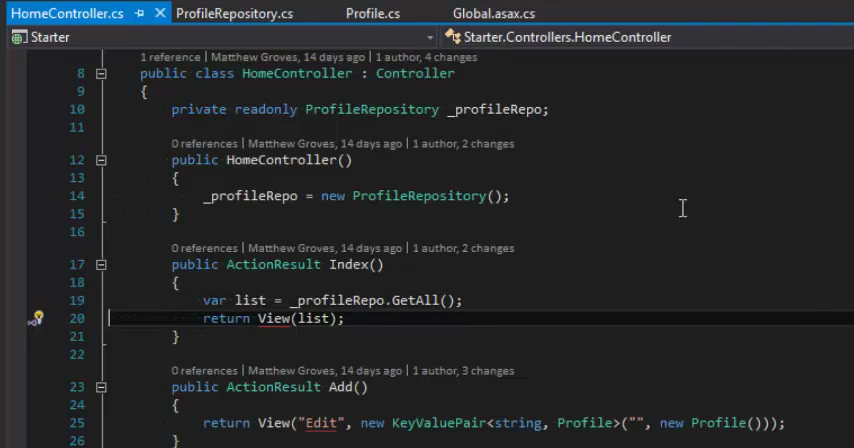 HomeController.cs ProfileRepository.cs Profile.cs Global.asax.cs
Starter Starter.Controllers.HomeController
1 reference | Matthew Groves, 14 days ago | 1 author, 4 changes
8 public class HomeController : Controller
9 {
10 private readonly ProfileRepository _profileRepo;
11
0 references | Matthew Groves, 14 days ago | 1 author, 2 changes
12 public HomeController()
13 {
14 _profileRepo = new ProfileRepository();
15 }
16
0 references | Matthew Groves, 14 days ago | 1 author, 2 changes
17 public ActionResult Index()
18 {
19 var list = _profileRepo.GetAll();
20 return View(list);
21 }
22
0 references | Matthew Groves, 14 days ago | 1 author, 3 changes
23 public ActionResult Add()
24 {
25 return View("Edit", new KeyValuePair<string, Profile>("", new Profile()));
26 }